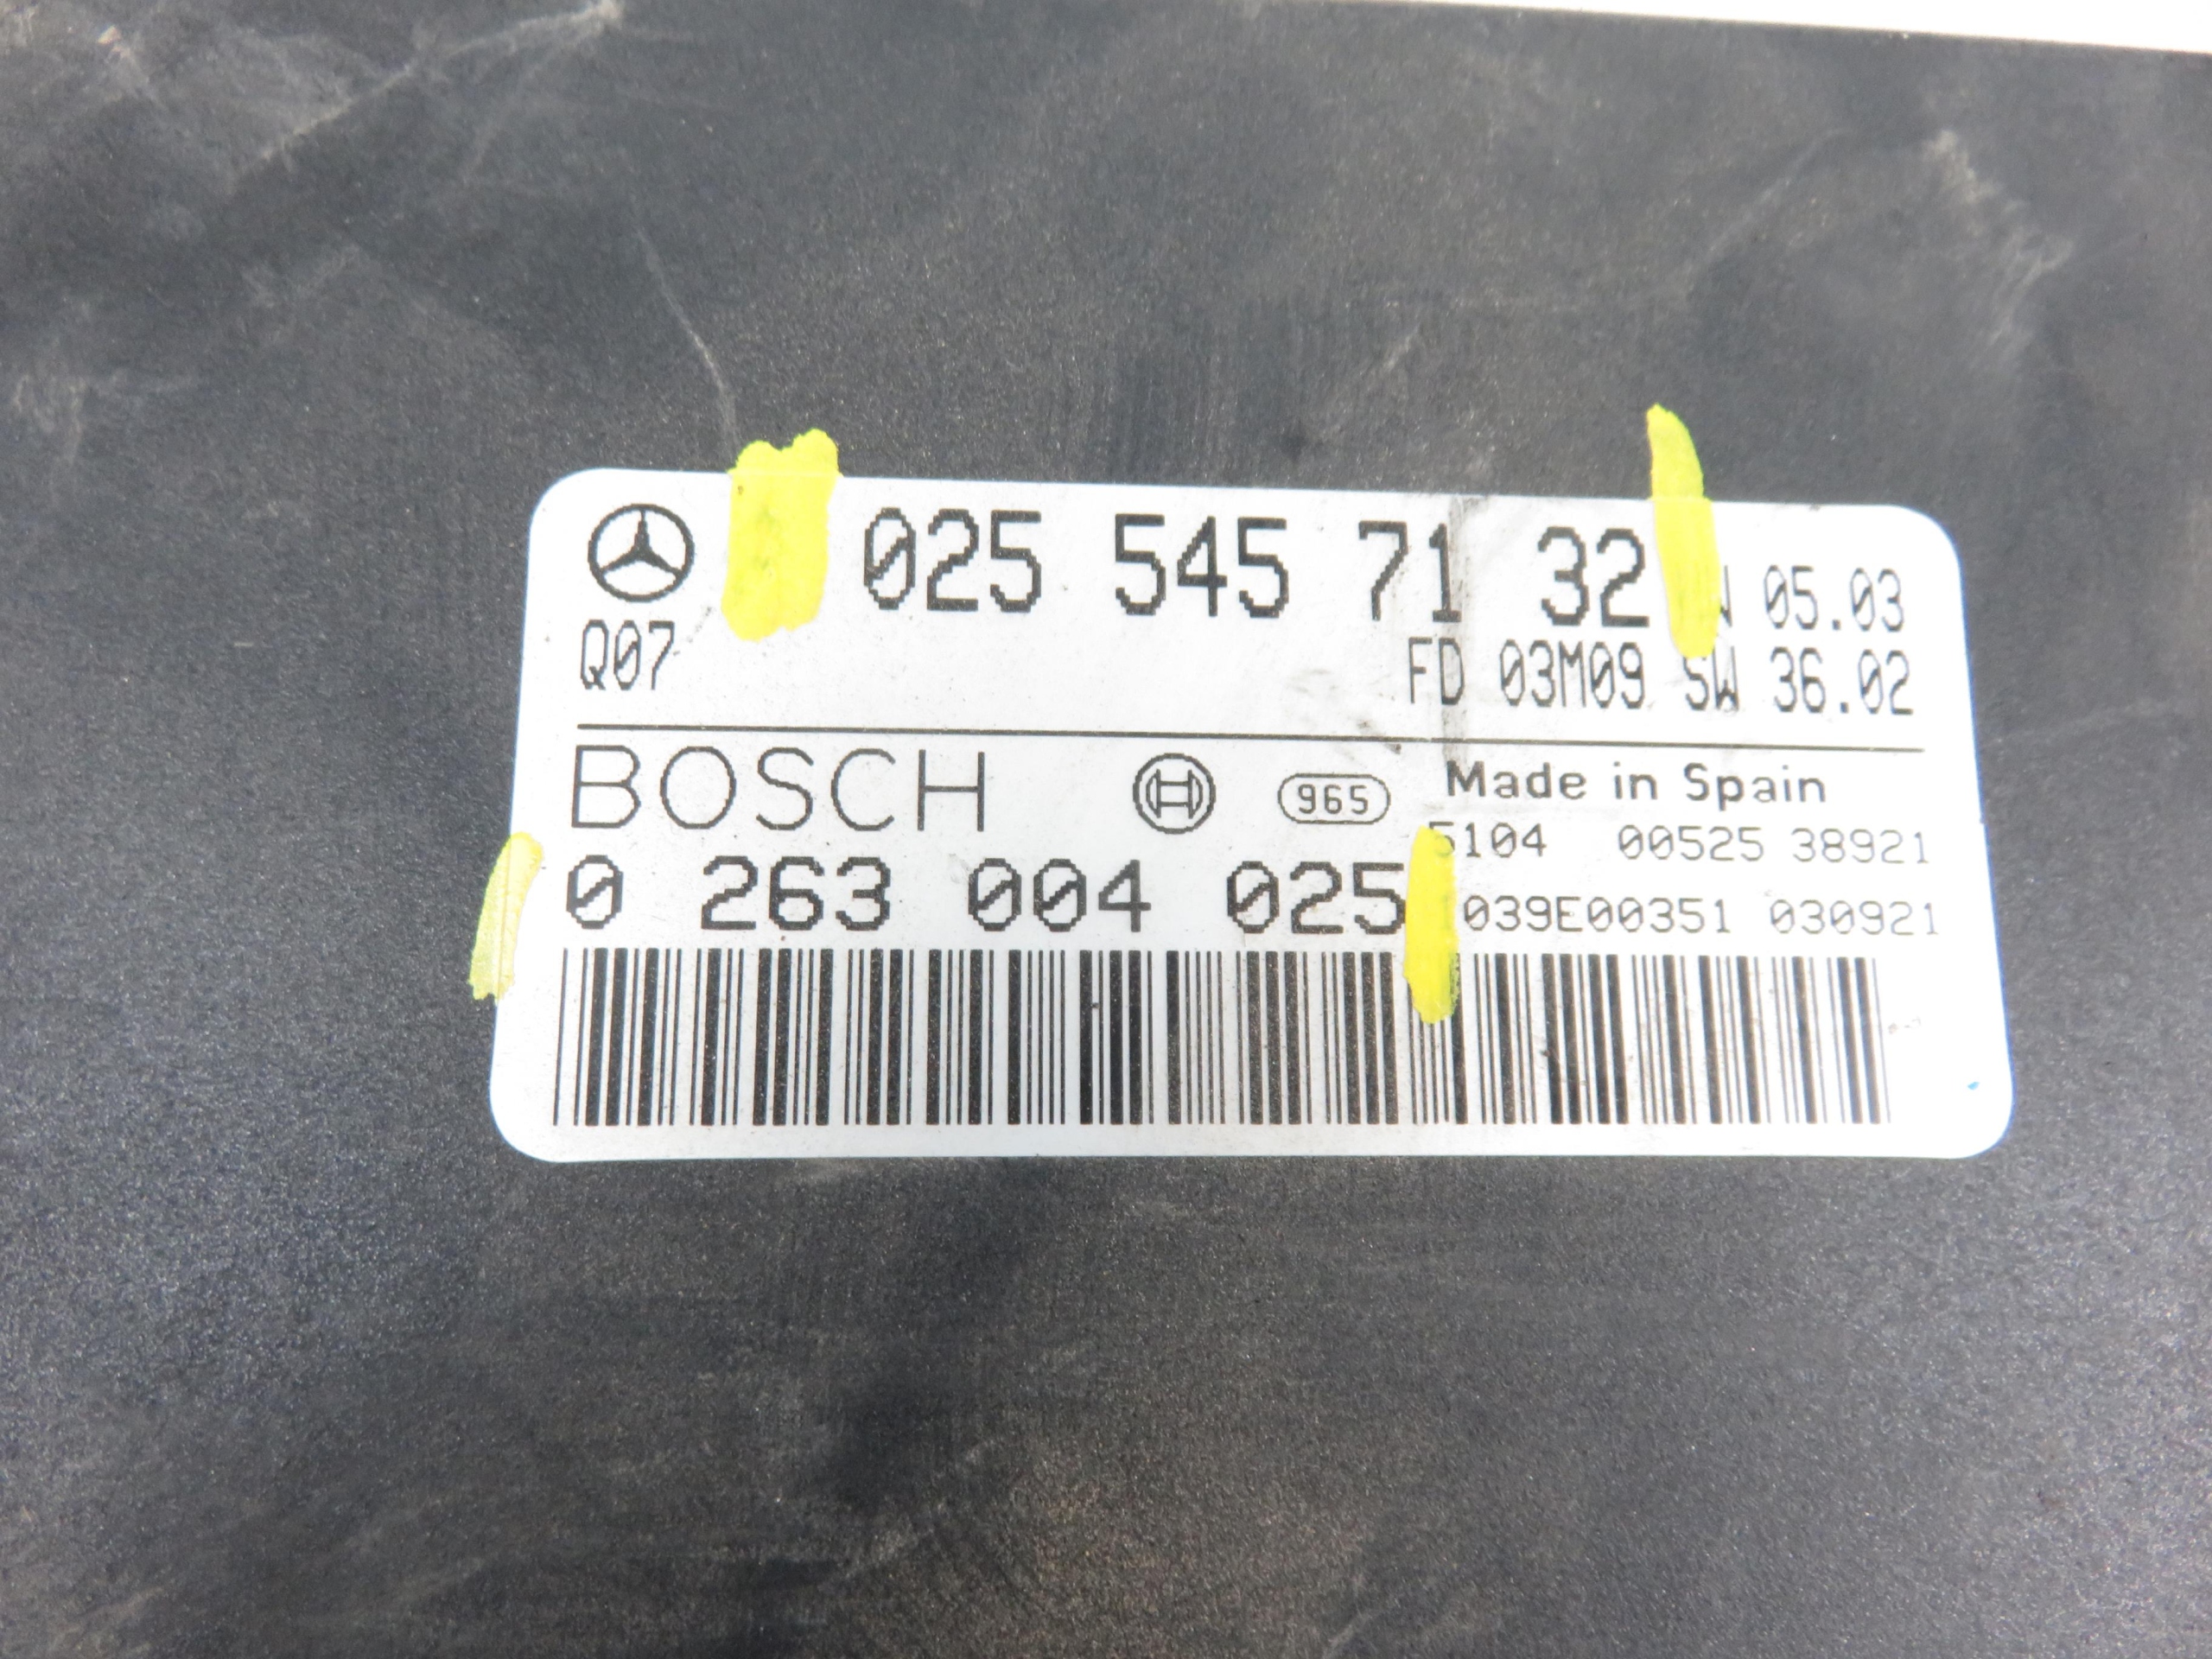 025 545 71 32
05.03
Q07
FD 03M09 SW 36.02
BOSCH
965
Made in Spain
5104 00525 38921
0 263 004 025
039E00351 030921